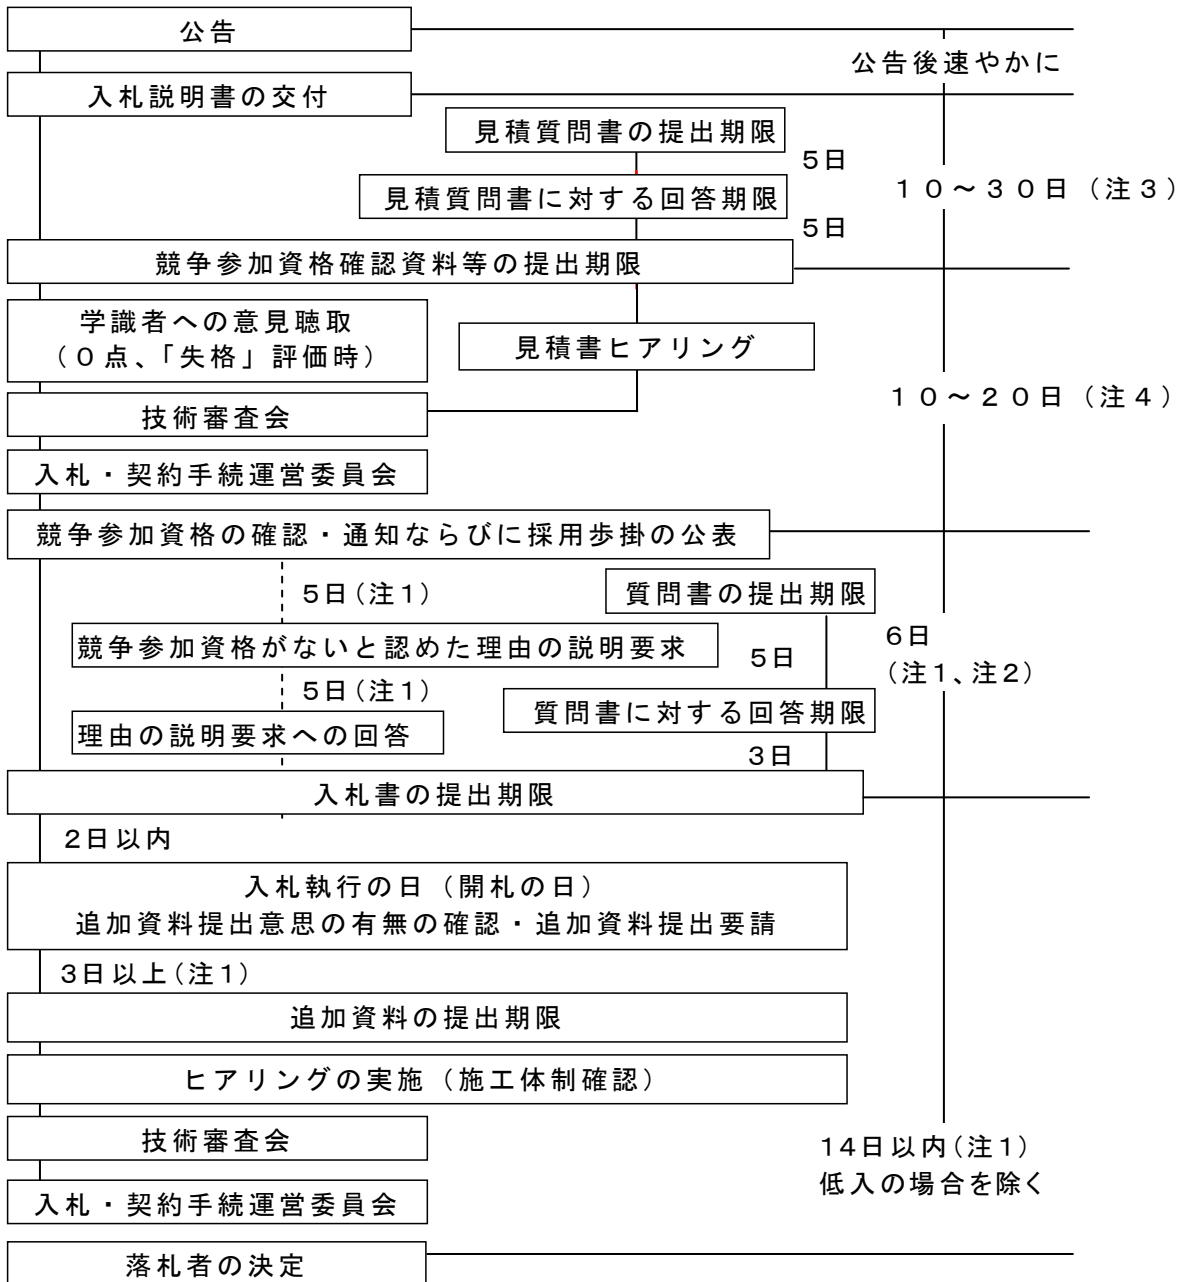 公告
公告後速やかに
入札説明書の交付
見積質問書の提出期限
5日
10～30日（注3）
見積質問書に対する回答期限
5日
競争参加資格確認資料等の提出期限
学識者への意見聴取
（0点、「失格」評価時）
見積書ヒアリング
10～20日（注4）
技術審査会
入札・契約手続運営委員会
競争参加資格の確認・通知ならびに採用歩掛の公表
5日（注1）
質問書の提出期限
6日
（注1、注2）
競争参加資格がないと認めた理由の説明要求
5日
5日（注1）
質問書に対する回答期限
理由の説明要求への回答
3日
入札書の提出期限
2日以内
入札執行の日（開札の日）
追加資料提出意思の有無の確認・追加資料提出要請
3日以上（注1）
追加資料の提出期限
ヒアリングの実施（施工体制確認）
技術審査会
14日以内（注1）
低入の場合を除く
入札・契約手続運営委員会
落札者の決定